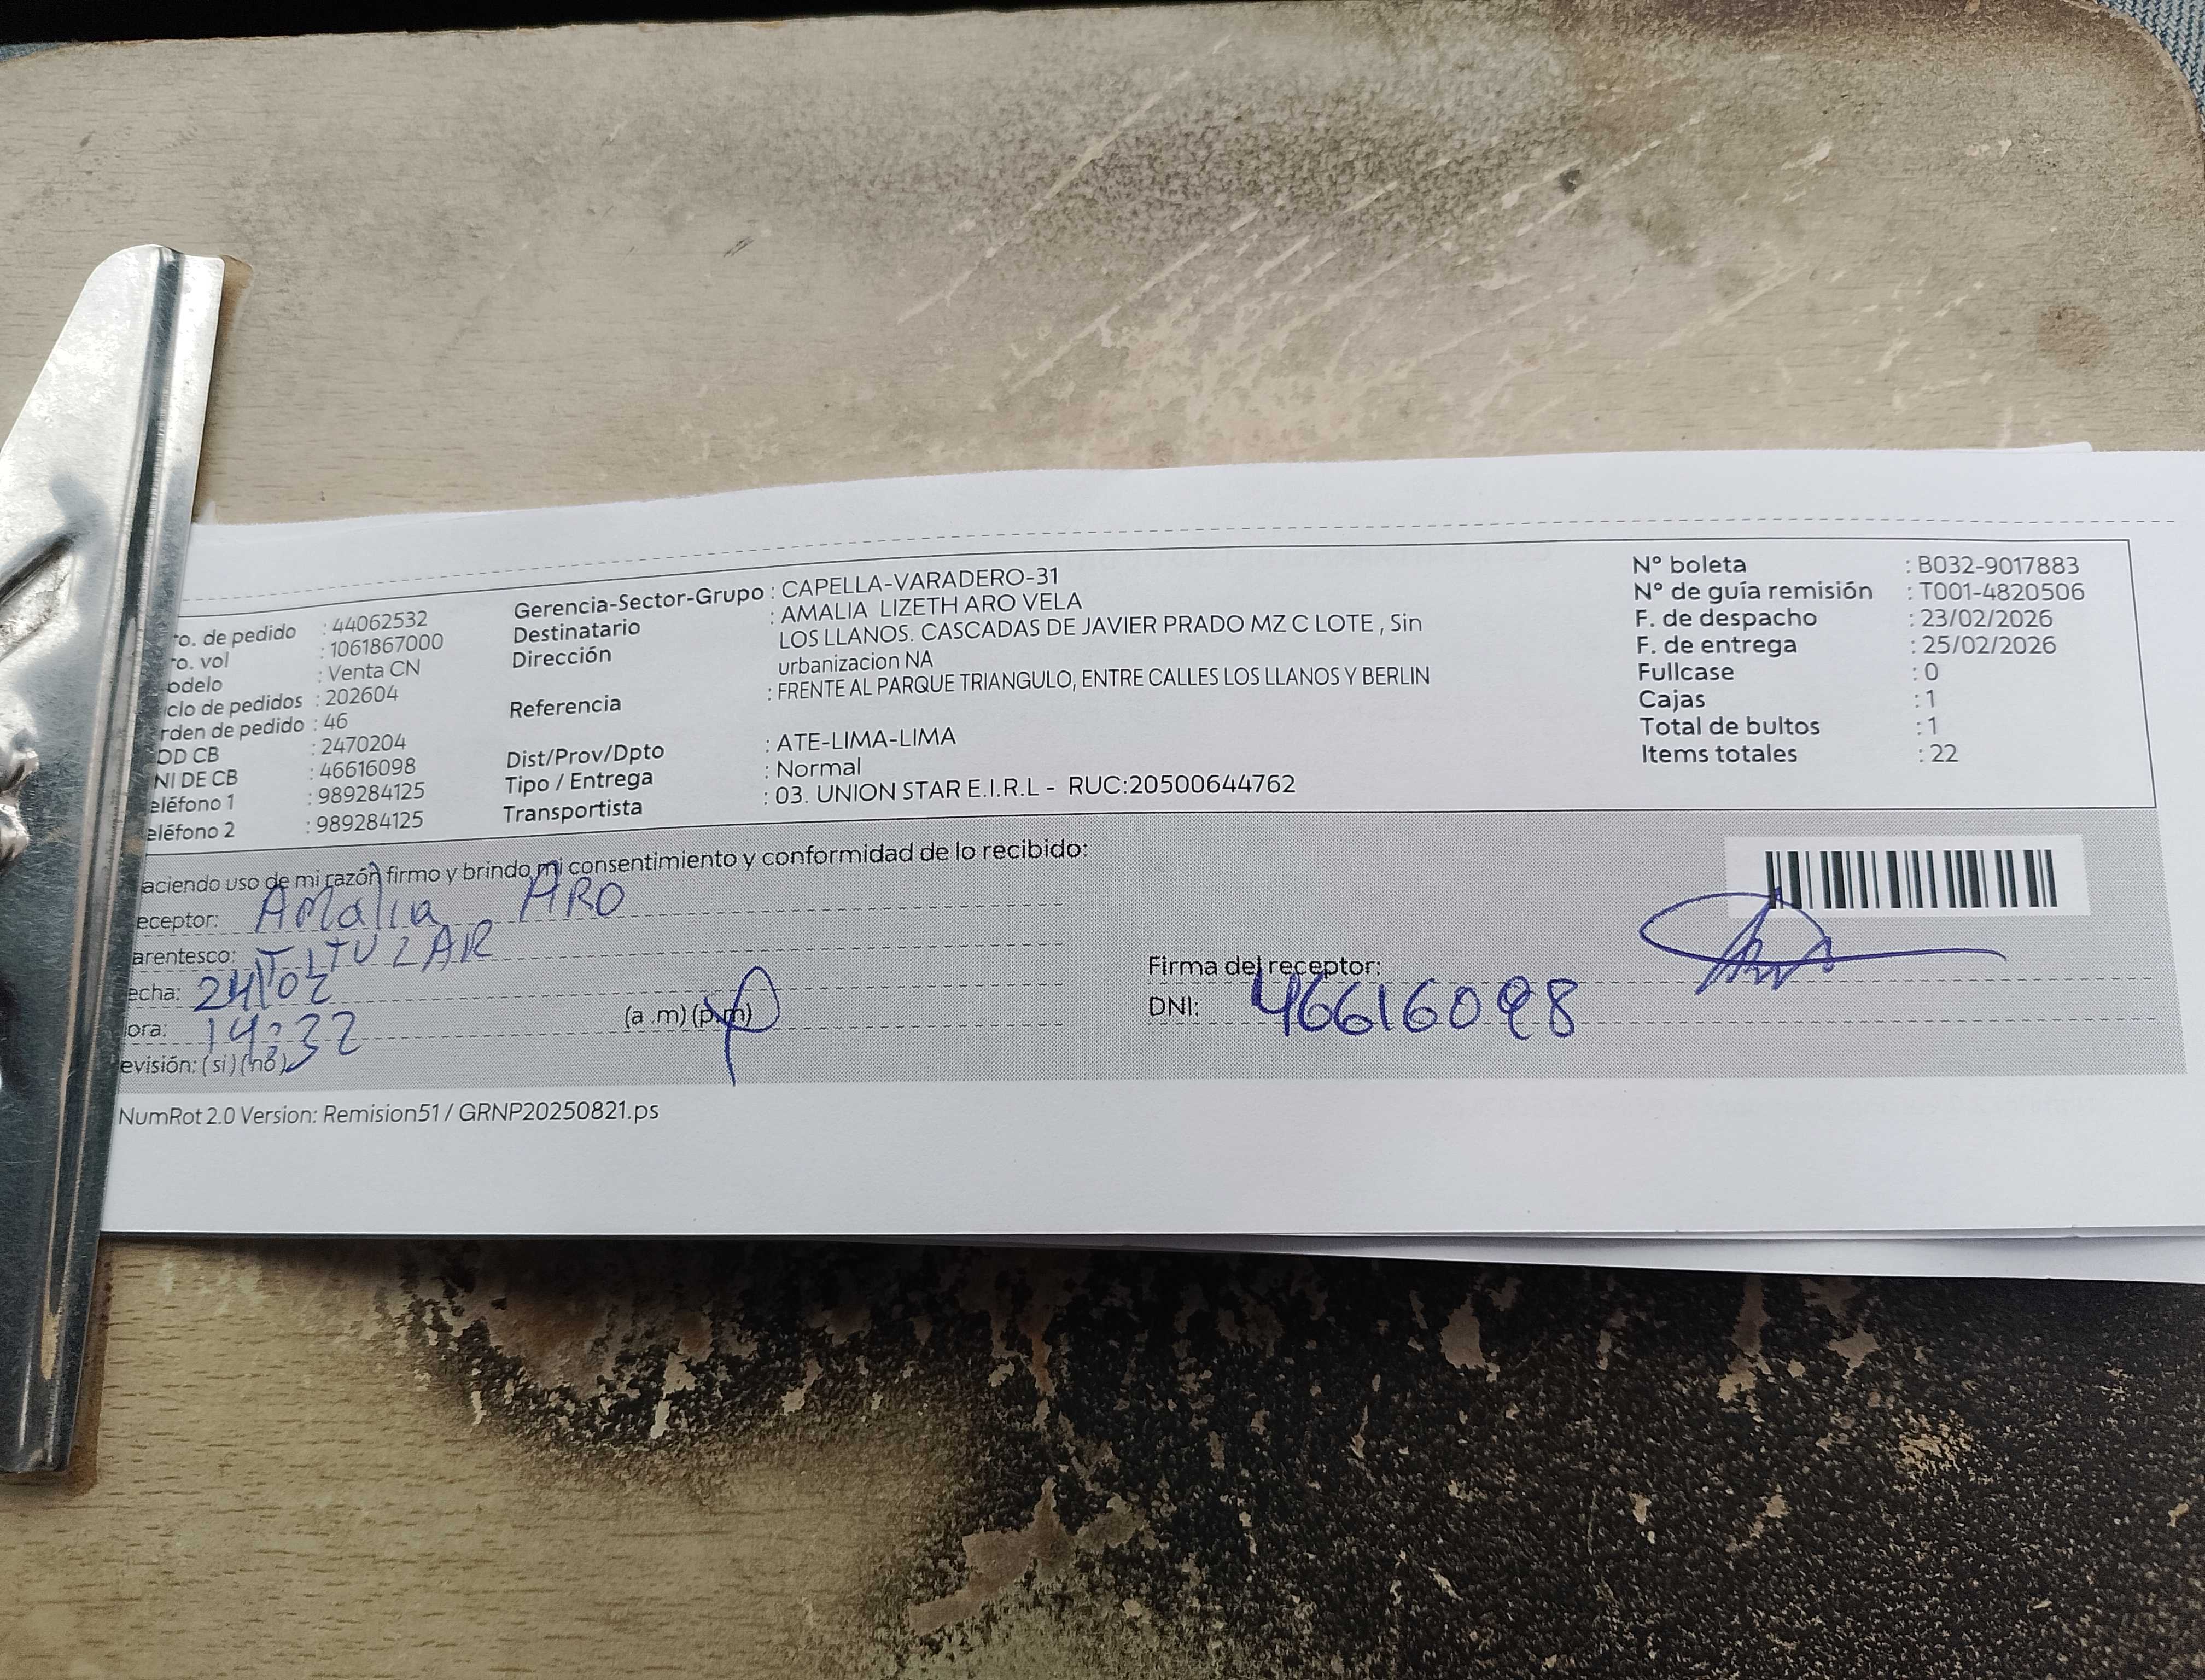 ro. de pedido : 44062532
ro. vol : 1061867000
odelo : Venta CN
clo de pedidos : 202604
rden de pedido : 46
OD CB : 2470204
NI DE CB : 46616098
eléfono 1 : 989284125
eléfono 2 : 989284125
Gerencia-Sector-Grupo : CAPELLA-VARADERO-31
Destinatario : AMALIA LIZETH ARO VELA
Dirección LOS LLANOS. CASCADAS DE JAVIER PRADO MZ C LOTE , Sin
urbanizacion NA
Referencia : FRENTE AL PARQUE TRIANGULO, ENTRE CALLES LOS LLANOS Y BERLIN
Dist/Prov/Dpto : ATE-LIMA-LIMA
Tipo / Entrega : Normal
Transportista : 03. UNION STAR E.I.R.L - RUC:20500644762
Nº boleta : B032-9017883
Nº de guía remisión : T001-4820506
F. de despacho : 23/02/2026
F. de entrega : 25/02/2026
Fullcase : 0
Cajas : 1
Total de bultos : 1
Items totales : 22
aciendo uso de mi razón firmo y brindo mi consentimiento y conformidad de lo recibido:
eceptor: Amalia ARO
arentesco: TITULAR
echa: 24/02
ora: 14:32 (a .m) (p.m)
evisión: (si) (no)
Firma del receptor:
DNI: 46616098
NumRot 2.0 Version: Remision51 / GRNP20250821.ps